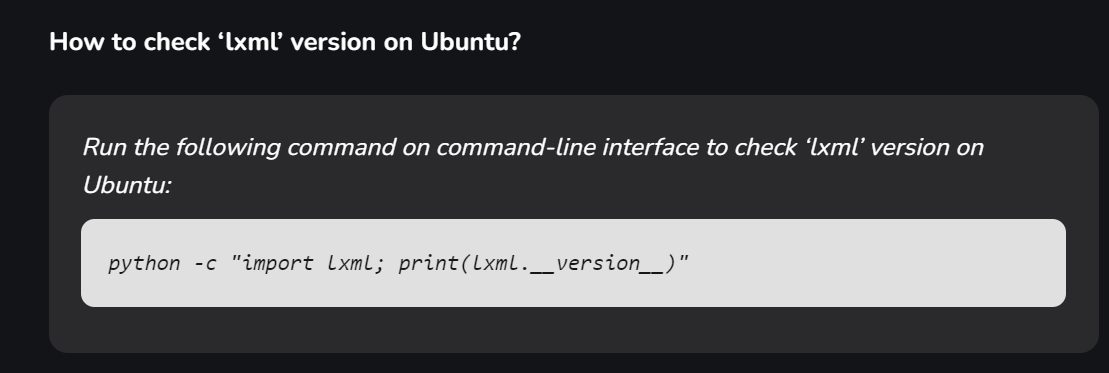 How to check ‘lxml’ version on Ubuntu?
Run the following command on command-line interface to check ‘lxml’ version on
Ubuntu:
python -c "import lxml; print(lxml.__version__)"